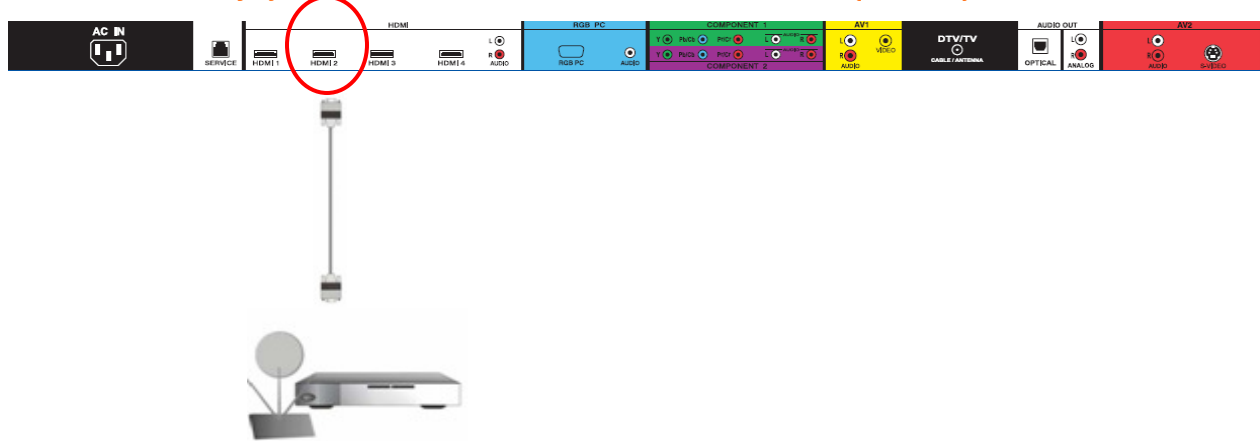 AC IN
SERVICE
HDMI
HDMI 1
HDMI 2
HDMI 3
HDMI 4
L
R
AUDIO
RGB PC
RGB PC
AUDIO
COMPONENT 1
Y Pb/Cb Pr/Cr L AUDIO R
Y Pb/Cb Pr/Cr L R
COMPONENT 2
AV1
L
R
AUDIO
VIDEO
DTV/TV
CABLE / ANTENNA
AUDIO OUT
OPTICAL
L
R
ANALOG
AV2
L
R
AUDIO
S-VIDEO